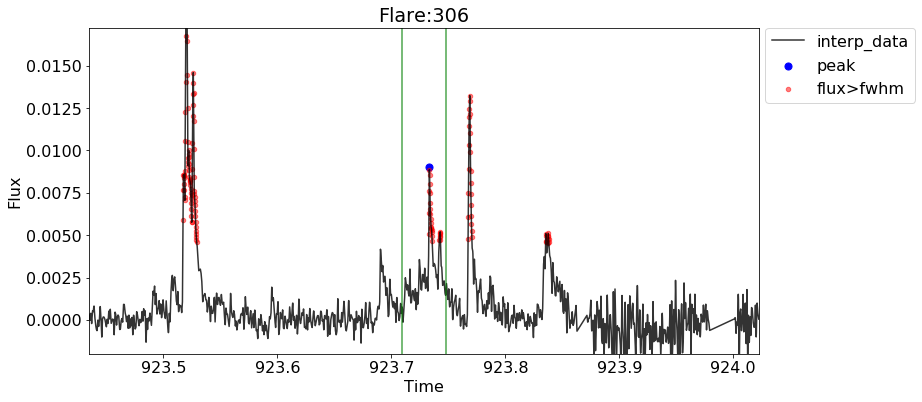 Flare:306
interp_data
peak
flux>fwhm
Flux
0.0150
0.0125
0.0100
0.0075
0.0050
0.0025
0.0000
923.5 923.6 923.7 923.8 923.9 924.0
Time